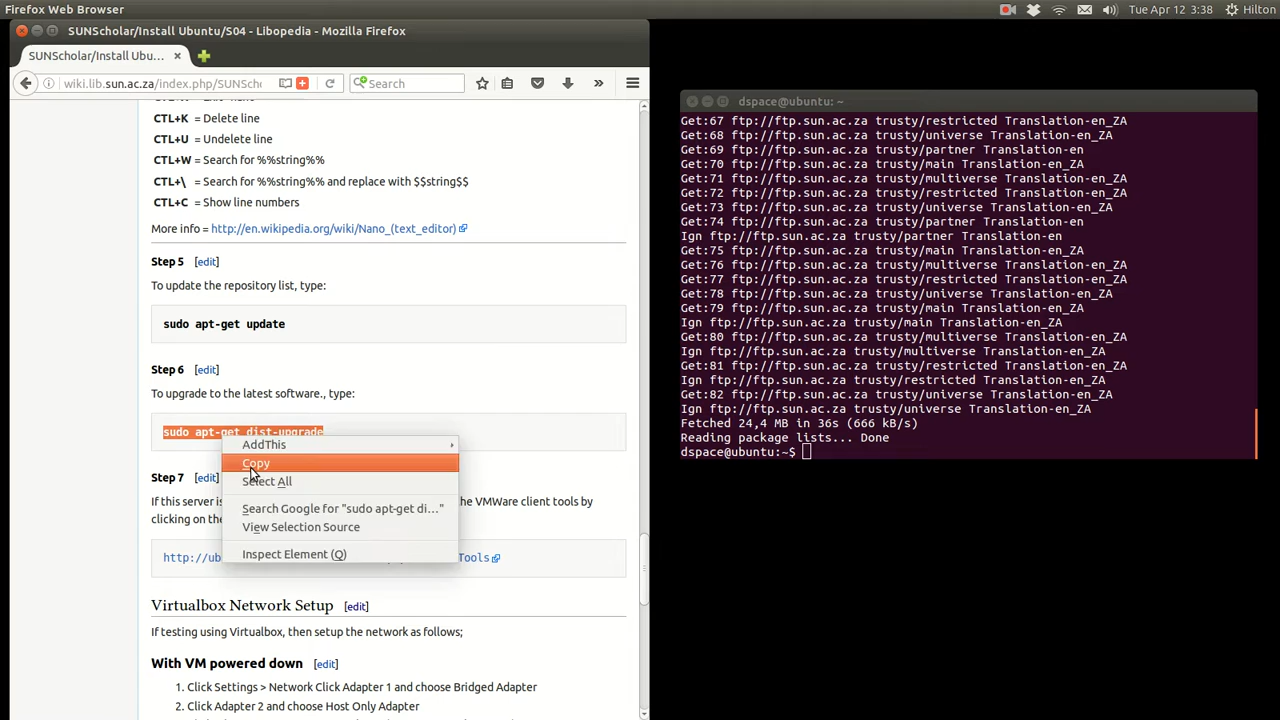 Firefox Web Browser
Tue Apr 12 3:38
Hilton
SUNScholar/Install Ubuntu/S04 - Libopedia - Mozilla Firefox
SUNScholar/Install Ubu...
wiki.lib.sun.ac.za/index.php/SUNSch
Search
CTL+K = Delete line
CTL+U = Undelete line
CTL+W = Search for %%string%%
CTL+\ = Search for %%string%% and replace with $$string$$
CTL+C = Show line numbers
More info = http://en.wikipedia.org/wiki/Nano_(text_editor)
Step 5 [edit]
To update the repository list, type:
sudo apt-get update
Step 6 [edit]
To upgrade to the latest software., type:
sudo apt-get dist-upgrade
AddThis
Copy
Select All
Search Google for "sudo apt-get di..."
View Selection Source
Inspect Element (Q)
Step 7 [edit]
If this server is
the VMWare client tools by
clicking on the
http://ub
Tools
Virtualbox Network Setup [edit]
If testing using Virtualbox, then setup the network as follows;
With VM powered down [edit]
1. Click Settings > Network Click Adapter 1 and choose Bridged Adapter
2. Click Adapter 2 and choose Host Only Adapter
dspace@ubuntu: ~
Get:67 ftp://ftp.sun.ac.za trusty/restricted Translation-en_ZA
Get:68 ftp://ftp.sun.ac.za trusty/universe Translation-en_ZA
Get:69 ftp://ftp.sun.ac.za trusty/partner Translation-en
Get:70 ftp://ftp.sun.ac.za trusty/main Translation-en_ZA
Get:71 ftp://ftp.sun.ac.za trusty/multiverse Translation-en_ZA
Get:72 ftp://ftp.sun.ac.za trusty/restricted Translation-en_ZA
Get:73 ftp://ftp.sun.ac.za trusty/universe Translation-en_ZA
Get:74 ftp://ftp.sun.ac.za trusty/partner Translation-en
Ign ftp://ftp.sun.ac.za trusty/partner Translation-en
Get:75 ftp://ftp.sun.ac.za trusty/main Translation-en_ZA
Get:76 ftp://ftp.sun.ac.za trusty/multiverse Translation-en_ZA
Get:77 ftp://ftp.sun.ac.za trusty/restricted Translation-en_ZA
Get:78 ftp://ftp.sun.ac.za trusty/universe Translation-en_ZA
Get:79 ftp://ftp.sun.ac.za trusty/main Translation-en_ZA
Ign ftp://ftp.sun.ac.za trusty/main Translation-en_ZA
Get:80 ftp://ftp.sun.ac.za trusty/multiverse Translation-en_ZA
Ign ftp://ftp.sun.ac.za trusty/multiverse Translation-en_ZA
Get:81 ftp://ftp.sun.ac.za trusty/restricted Translation-en_ZA
Ign ftp://ftp.sun.ac.za trusty/restricted Translation-en_ZA
Get:82 ftp://ftp.sun.ac.za trusty/universe Translation-en_ZA
Ign ftp://ftp.sun.ac.za trusty/universe Translation-en_ZA
Fetched 24,4 MB in 36s (666 kB/s)
Reading package lists... Done
dspace@ubuntu:~$